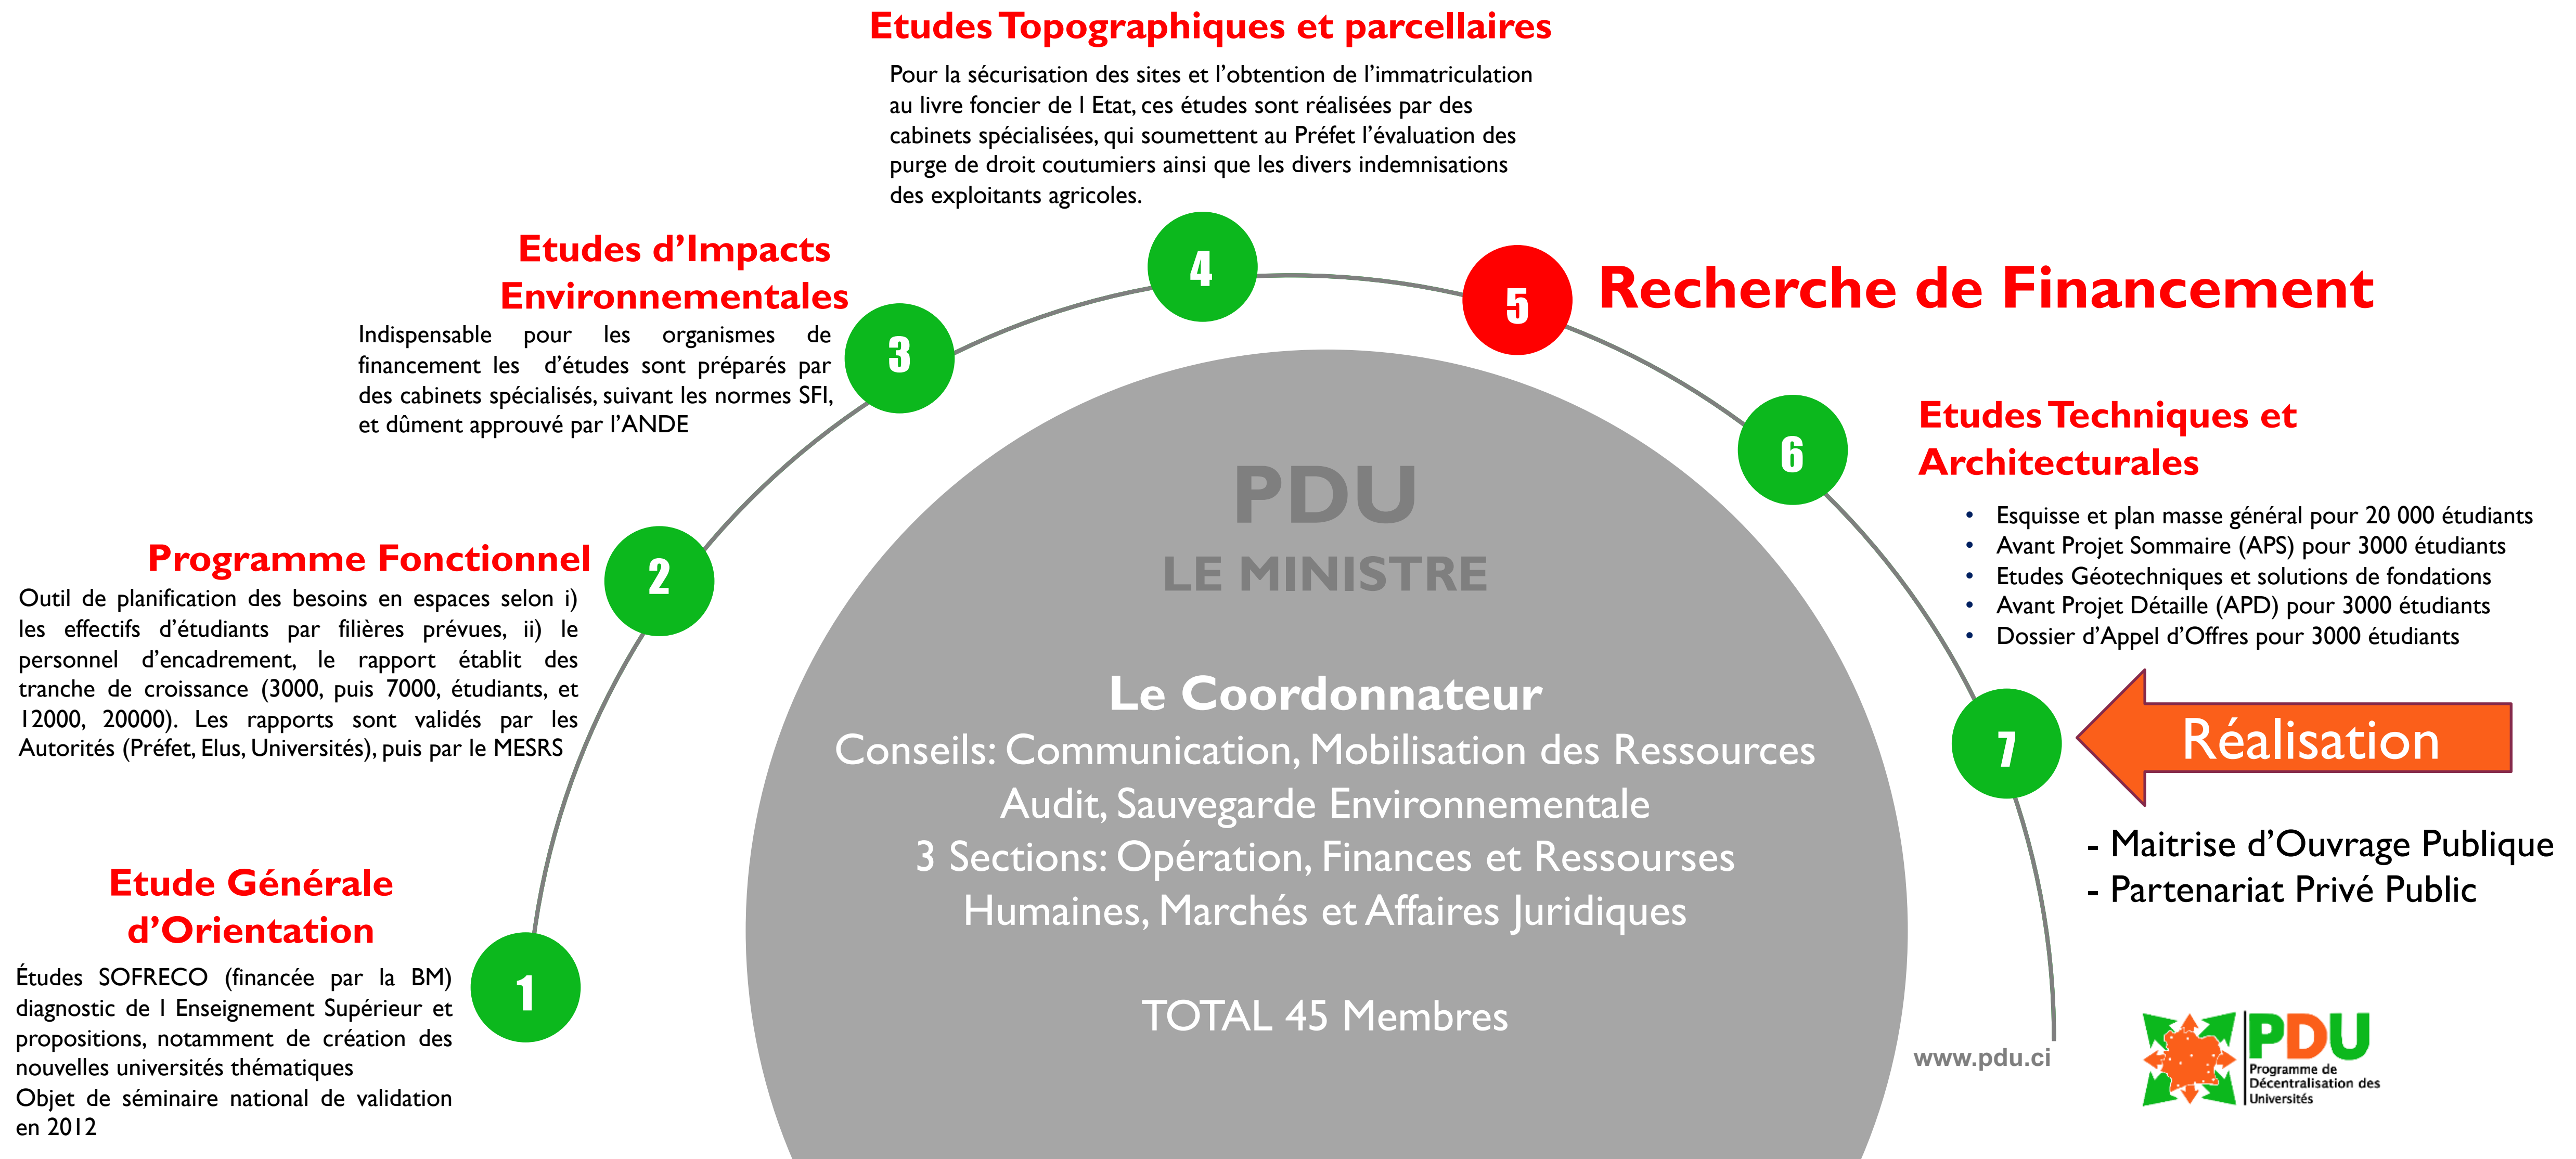 Etudes Topographiques et parcellaires
Pour la sécurisation des sites et l’obtention de l’immatriculation
au livre foncier de l Etat, ces études sont réalisées par des
cabinets spécialisées, qui soumettent au Préfet l’évaluation des
purge de droit coutumiers ainsi que les divers indemnisations
des exploitants agricoles.
4
Etudes d’Impacts
Environnementales
Indispensable pour les organismes de
financement les d’études sont préparés par
des cabinets spécialisés, suivant les normes SFI,
et dûment approuvé par l’ANDE
3
5
Recherche de Financement
6
Etudes Techniques et
Architecturales
• Esquisse et plan masse général pour 20 000 étudiants
• Avant Projet Sommaire (APS) pour 3000 étudiants
• Etudes Géotechniques et solutions de fondations
• Avant Projet Détaille (APD) pour 3000 étudiants
• Dossier d’Appel d’Offres pour 3000 étudiants
Programme Fonctionnel
2
Outil de planification des besoins en espaces selon i)
les effectifs d’étudiants par filières prévues, ii) le
personnel d’encadrement, le rapport établit des
tranche de croissance (3000, puis 7000, étudiants, et
12000, 20000). Les rapports sont validés par les
Autorités (Préfet, Elus, Universités), puis par le MESRS
PDU
LE MINISTRE
Le Coordonnateur
Conseils: Communication, Mobilisation des Ressources
Audit, Sauvegarde Environnementale
3 Sections: Opération, Finances et Ressourses
Humaines, Marchés et Affaires Juridiques
TOTAL 45 Membres
7
Réalisation
- Maitrise d’Ouvrage Publique
- Partenariat Privé Public
Etude Générale
d’Orientation
1
Études SOFRECO (financée par la BM)
diagnostic de l Enseignement Supérieur et
propositions, notamment de création des
nouvelles universités thématiques
Objet de séminaire national de validation
en 2012
www.pdu.ci
PDU
Programme de
Décentralisation des
Universités